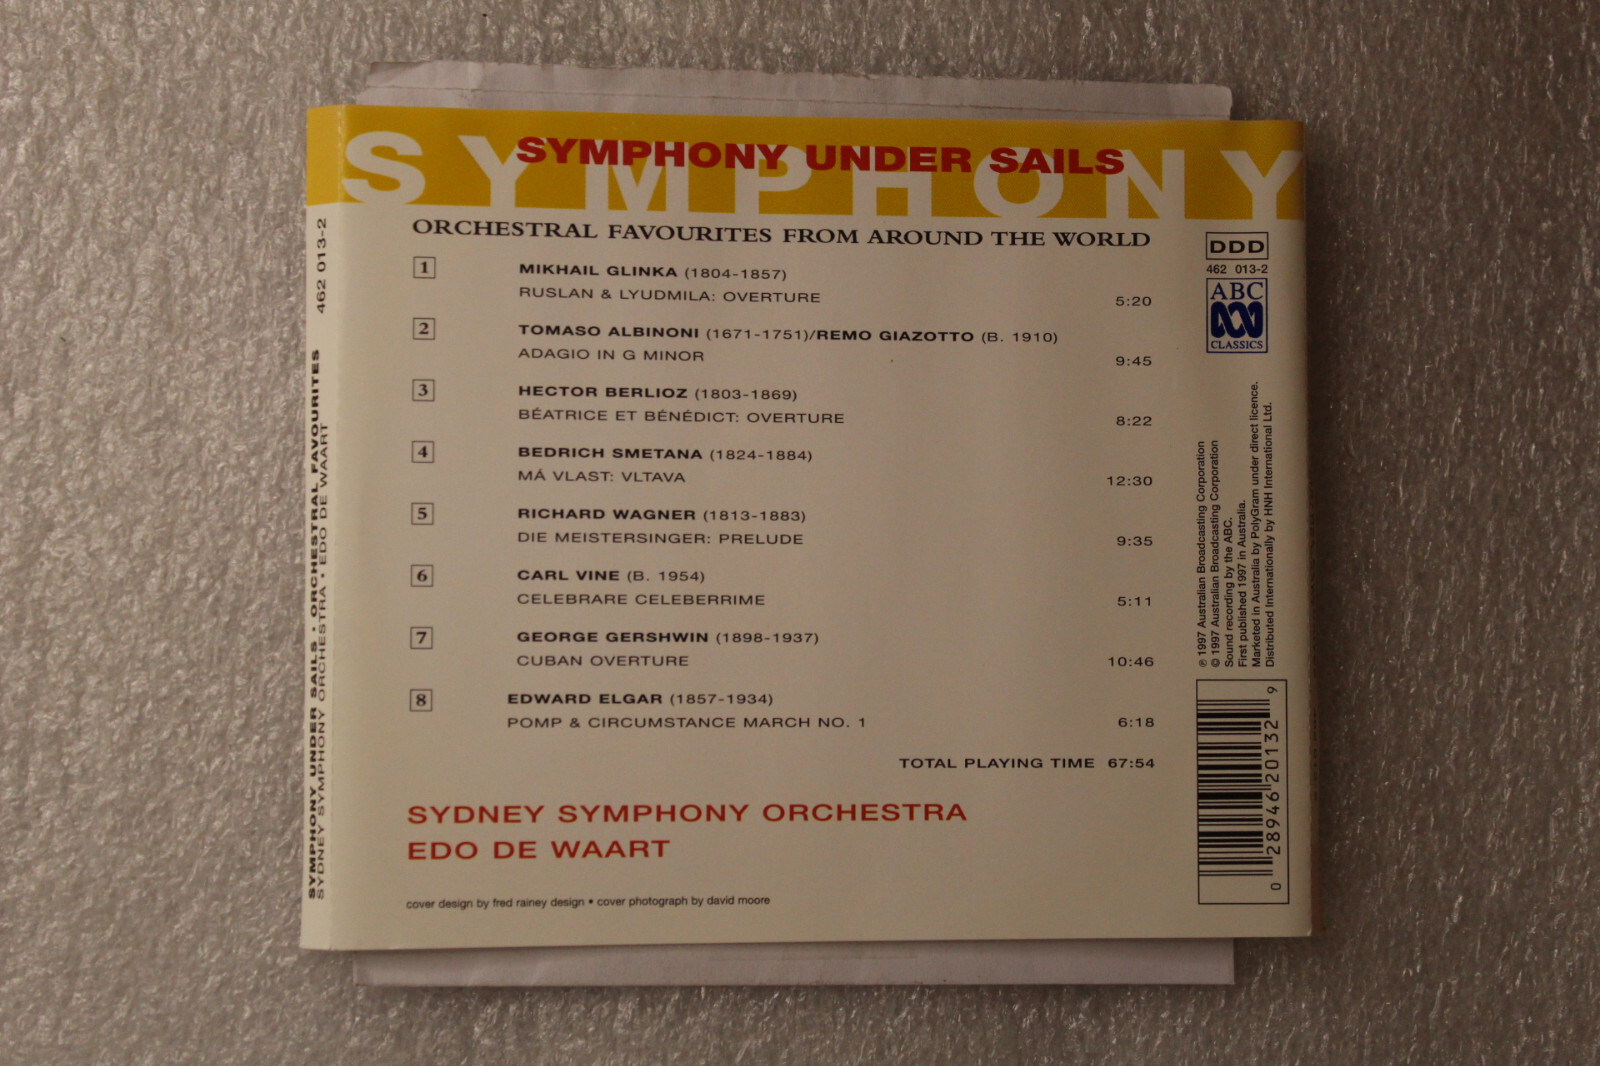 SYMPHONY
SYMPHONY UNDER SAILS
ORCHESTRAL FAVOURITES FROM AROUND THE WORLD
1 MIKHAIL GLINKA (1804-1857)
RUSLAN & LYUDMILA: OVERTURE 5:20
2 TOMASO ALBINONI (1671-1751)/REMO GIAZOTTO (B. 1910)
ADAGIO IN G MINOR 9:45
3 HECTOR BERLIOZ (1803-1869)
BÉATRICE ET BÉNÉDICT: OVERTURE 8:22
4 BEDRICH SMETANA (1824-1884)
MÁ VLAST: VLTAVA 12:30
5 RICHARD WAGNER (1813-1883)
DIE MEISTERSINGER: PRELUDE 9:35
6 CARL VINE (B. 1954)
CELEBRARE CELEBERRIME 5:11
7 GEORGE GERSHWIN (1898-1937)
CUBAN OVERTURE 10:46
8 EDWARD ELGAR (1857-1934)
POMP & CIRCUMSTANCE MARCH NO. 1 6:18
TOTAL PLAYING TIME 67:54
SYDNEY SYMPHONY ORCHESTRA
EDO DE WAART
cover design by fred rainey design • cover photograph by david moore
DDD
462 013-2
ABC
CLASSICS
℗ 1997 Australian Broadcasting Corporation
© 1997 Australian Broadcasting Corporation
Sound recording by the ABC.
First published 1997 in Australia.
Marketed in Australia by PolyGram under direct licence.
Distributed Internationally by HNH International Ltd.
0 28946 20132 9
SYMPHONY UNDER SAILS · ORCHESTRAL FAVOURITES 462 013-2
SYDNEY SYMPHONY ORCHESTRA · EDO DE WAART